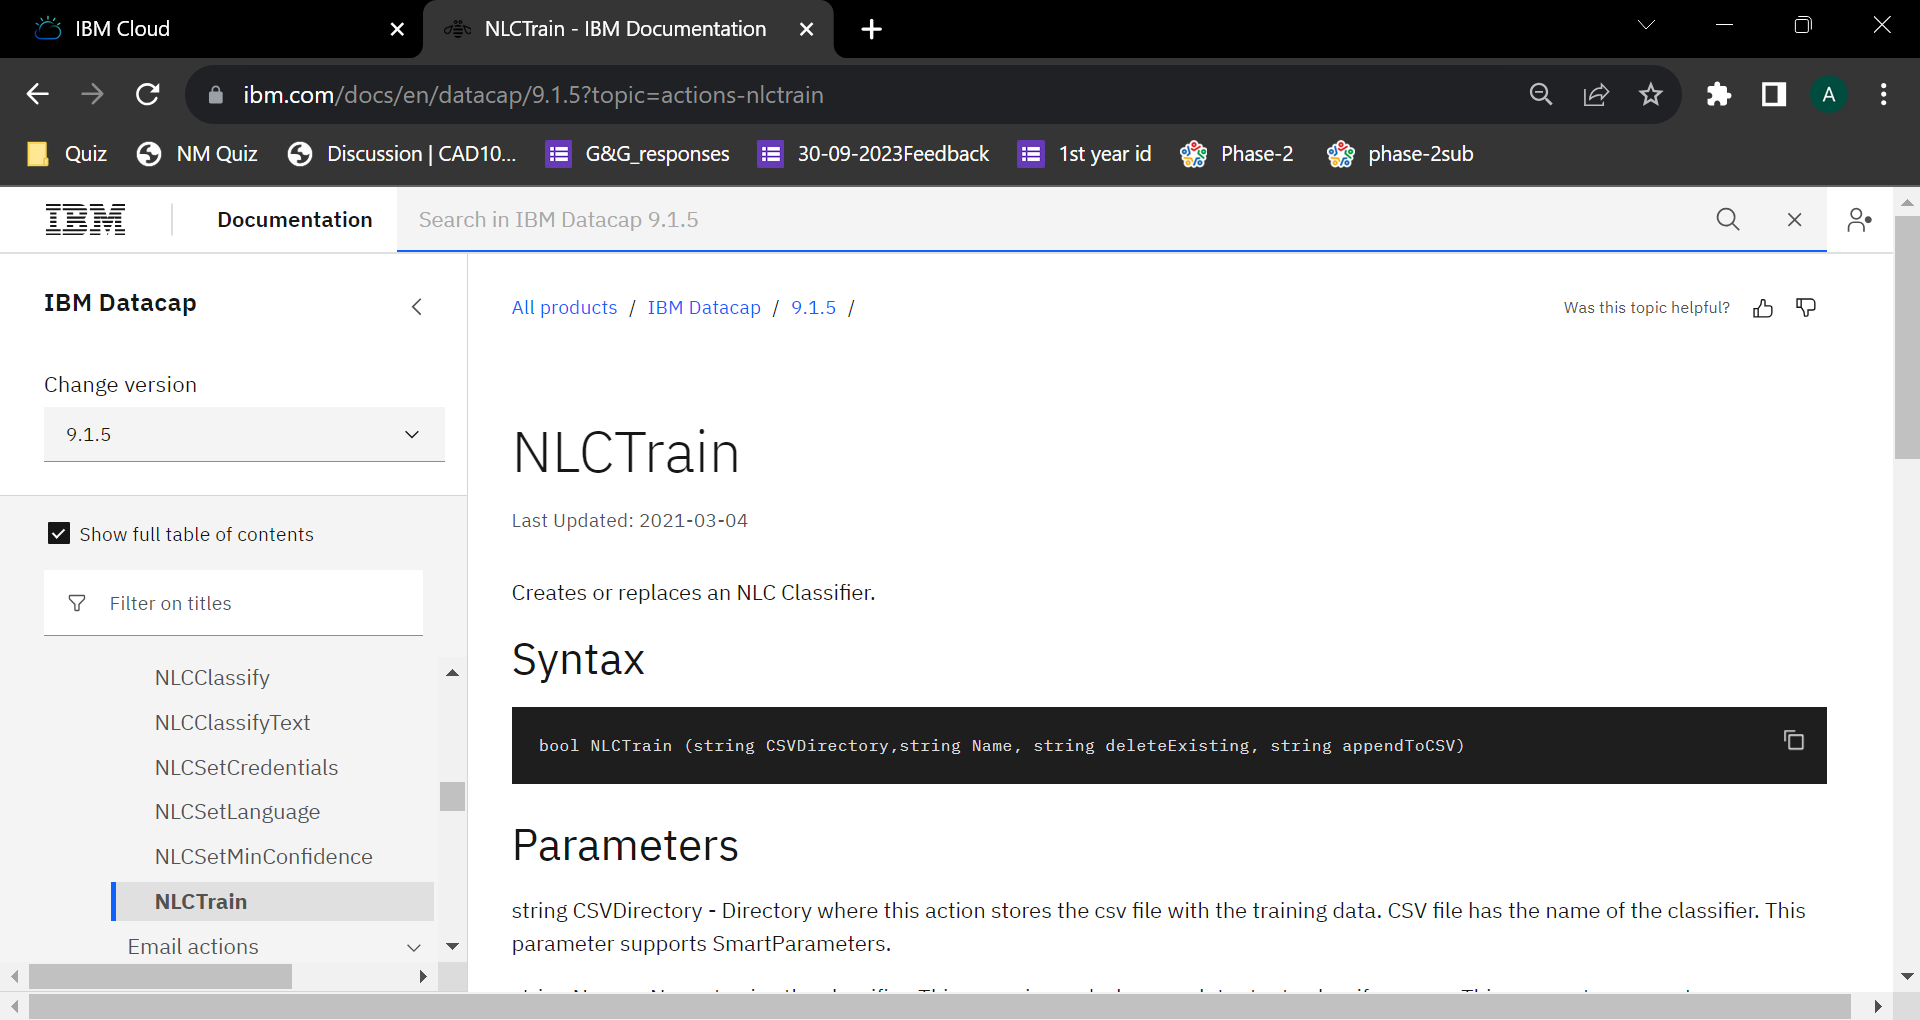 IBM Cloud
NLCTrain - IBM Documentation
ibm.com/docs/en/datacap/9.1.5?topic=actions-nlctrain
A
Quiz
NM Quiz
Discussion | CAD10...
G&G_responses
30-09-2023Feedback
1st year id
Phase-2
phase-2sub
IBM
Documentation
Search in IBM Datacap 9.1.5
IBM Datacap
Change version
9.1.5
Show full table of contents
Filter on titles
NLCClassify
NLCClassifyText
NLCSetCredentials
NLCSetLanguage
NLCSetMinConfidence
NLCTrain
Email actions
All products / IBM Datacap / 9.1.5 /
Was this topic helpful?
NLCTrain
Last Updated: 2021-03-04
Creates or replaces an NLC Classifier.
Syntax
bool NLCTrain (string CSVDirectory,string Name, string deleteExisting, string appendToCSV)
Parameters
string CSVDirectory - Directory where this action stores the csv file with the training data. CSV file has the name of the classifier. This
parameter supports SmartParameters.